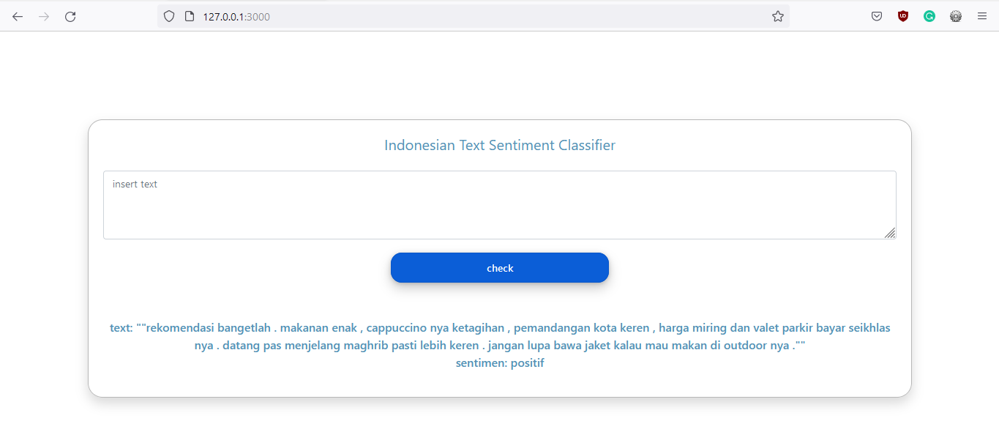 127.0.0.1:3000
Indonesian Text Sentiment Classifier
insert text
check
text: ""rekomendasi bangetlah . makanan enak , cappuccino nya ketagihan , pemandangan kota keren , harga miring dan valet parkir bayar seikhlas
nya . datang pas menjelang maghrib pasti lebih keren . jangan lupa bawa jaket kalau mau makan di outdoor nya .""
sentimen: positif